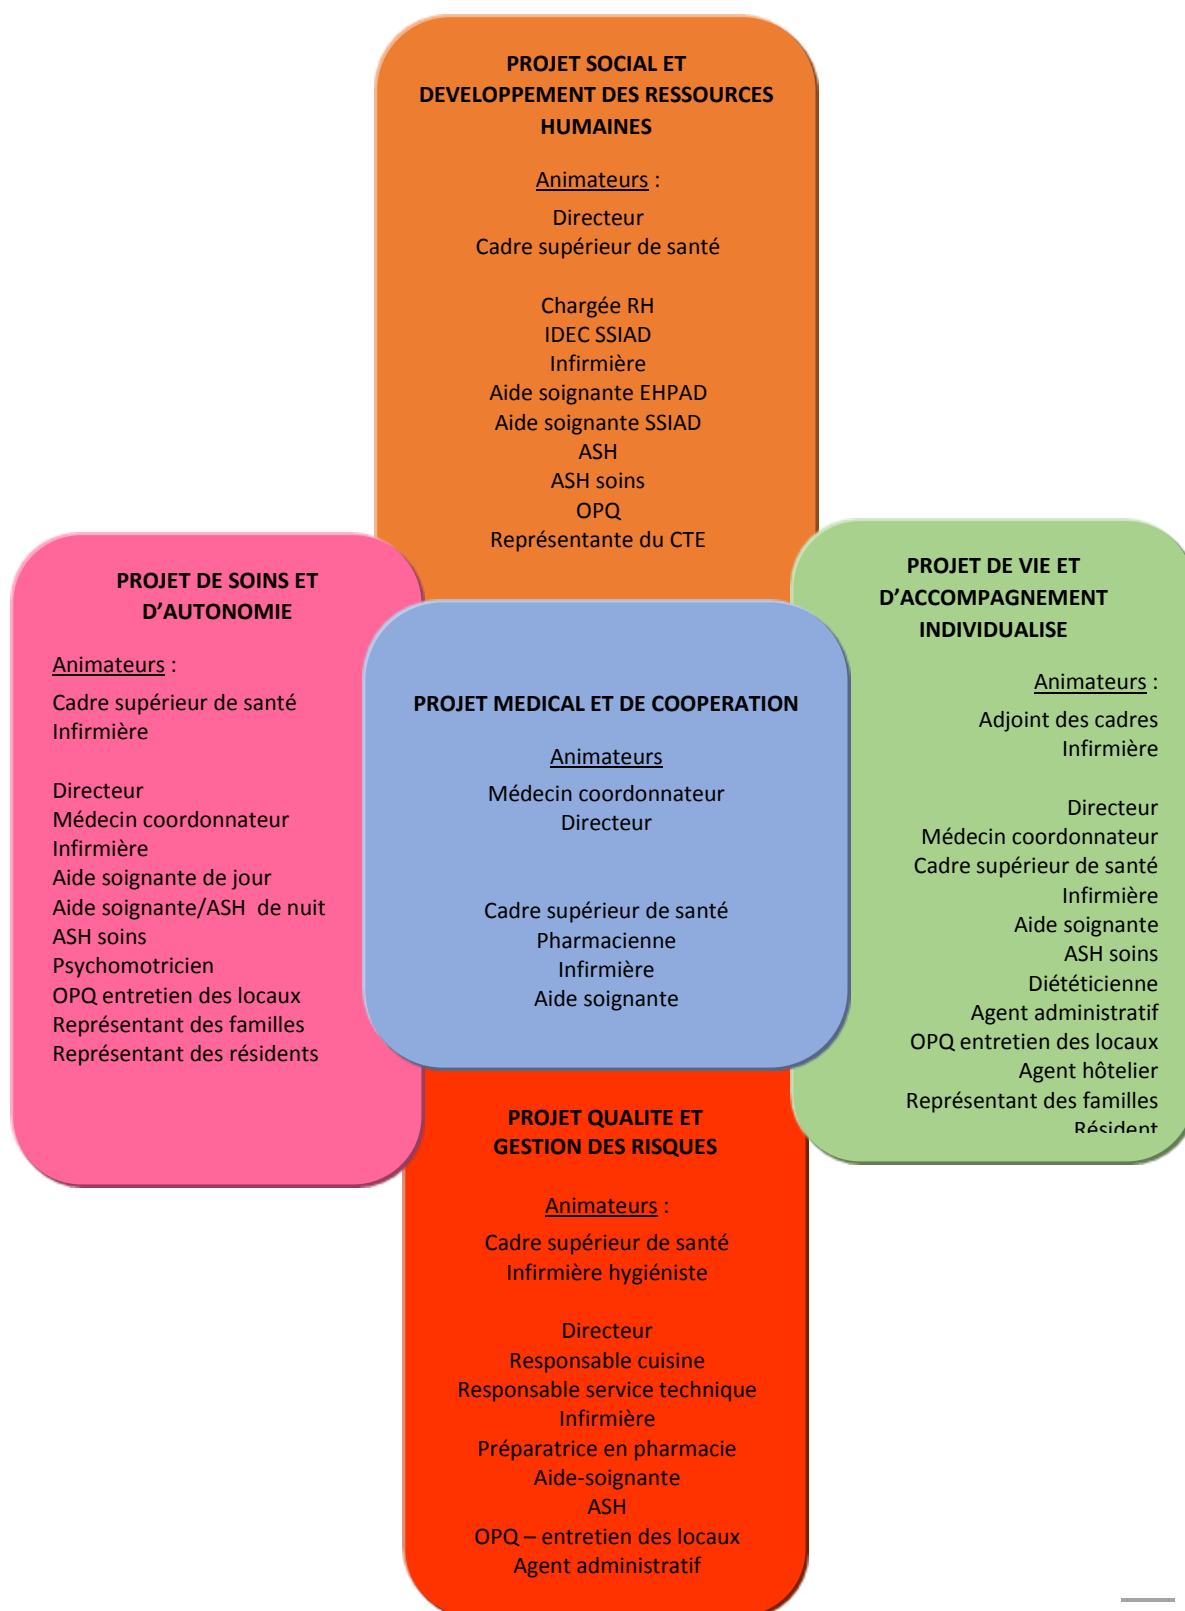 PROJET SOCIAL ET
DEVELOPPEMENT DES RESSOURCES
HUMAINES
Animateurs :
Directeur
Cadre supérieur de santé
Chargée RH
IDEC SSIAD
Infirmière
Aide soignante EHPAD
Aide soignante SSIAD
ASH
ASH soins
OPQ
Représentante du CTE
PROJET DE SOINS ET
D’AUTONOMIE
Animateurs :
Cadre supérieur de santé
Infirmière
Directeur
Médecin coordonnateur
Infirmière
Aide soignante de jour
Aide soignante/ASH  de nuit
ASH soins
Psychomotricien
OPQ entretien des locaux
Représentant des familles
Représentant des résidents
PROJET MEDICAL ET DE COOPERATION
Animateurs
Médecin coordonnateur
Directeur
Cadre supérieur de santé
Pharmacienne
Infirmière
Aide soignante
PROJET DE VIE ET
D’ACCOMPAGNEMENT
INDIVIDUALISE
Animateurs :
Adjoint des cadres
Infirmière
Directeur
Médecin coordonnateur
Cadre supérieur de santé
Infirmière
Aide soignante
ASH soins
Diététicienne
Agent administratif
OPQ entretien des locaux
Agent hôtelier
Représentant des familles
Résident
PROJET QUALITE ET
GESTION DES RISQUES
Animateurs :
Cadre supérieur de santé
Infirmière hygiéniste
Directeur
Responsable cuisine
Responsable service technique
Infirmière
Préparatrice en pharmacie
Aide-soignante
ASH
OPQ – entretien des locaux
Agent administratif